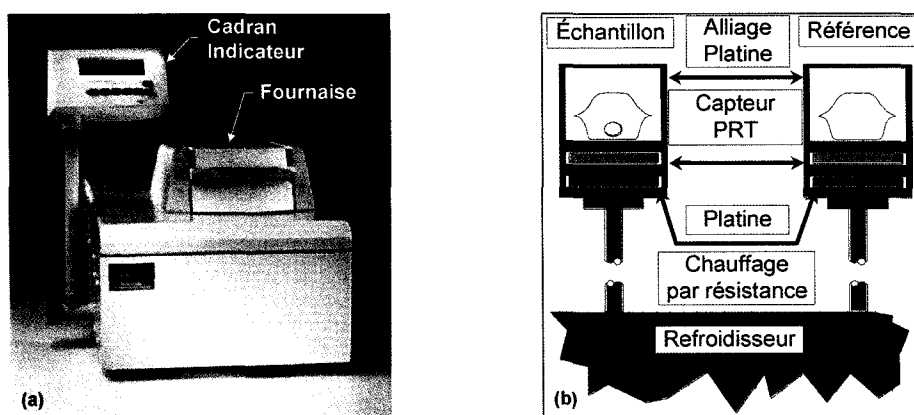 Cadran
Indicateur
Fournaise
(a)
Échantillon
Alliage
Platine
Référence
Capteur
PRT
Platine
Chauffage
par résistance
Refroidisseur
(b)